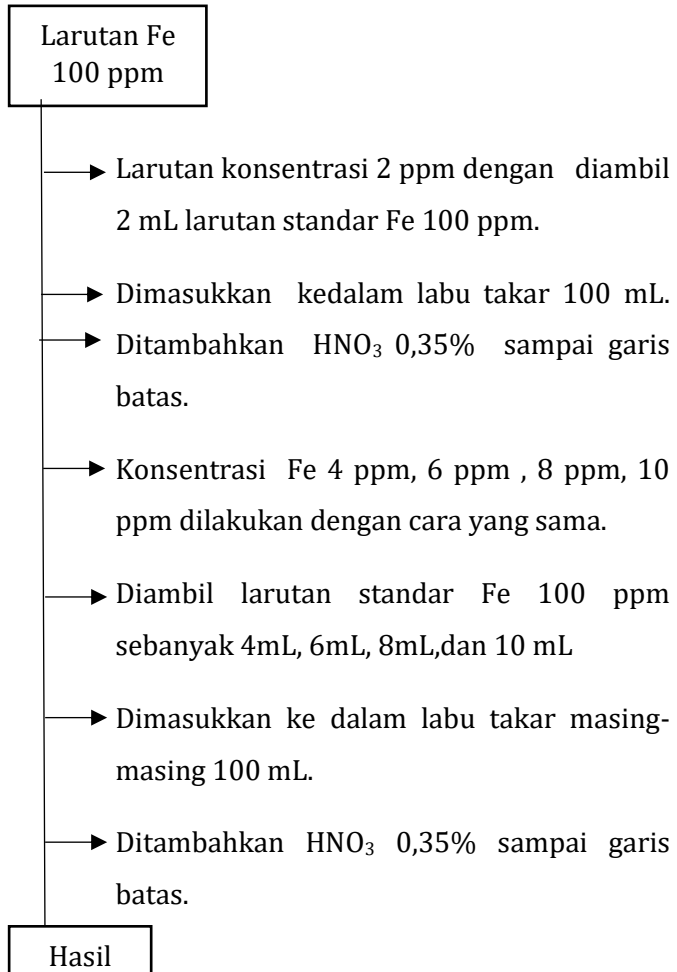 Larutan Fe
100 ppm
Larutan konsentrasi 2 ppm dengan diambil
2 mL larutan standar Fe 100 ppm.
Dimasukkan kedalam labu takar 100 mL.
Ditambahkan HNO₃ 0,35% sampai garis
batas.
Konsentrasi Fe 4 ppm, 6 ppm , 8 ppm, 10
ppm dilakukan dengan cara yang sama.
Diambil larutan standar Fe 100 ppm
sebanyak 4mL, 6mL, 8mL,dan 10 mL
Dimasukkan ke dalam labu takar masing-
masing 100 mL.
Ditambahkan HNO₃ 0,35% sampai garis
batas.
Hasil